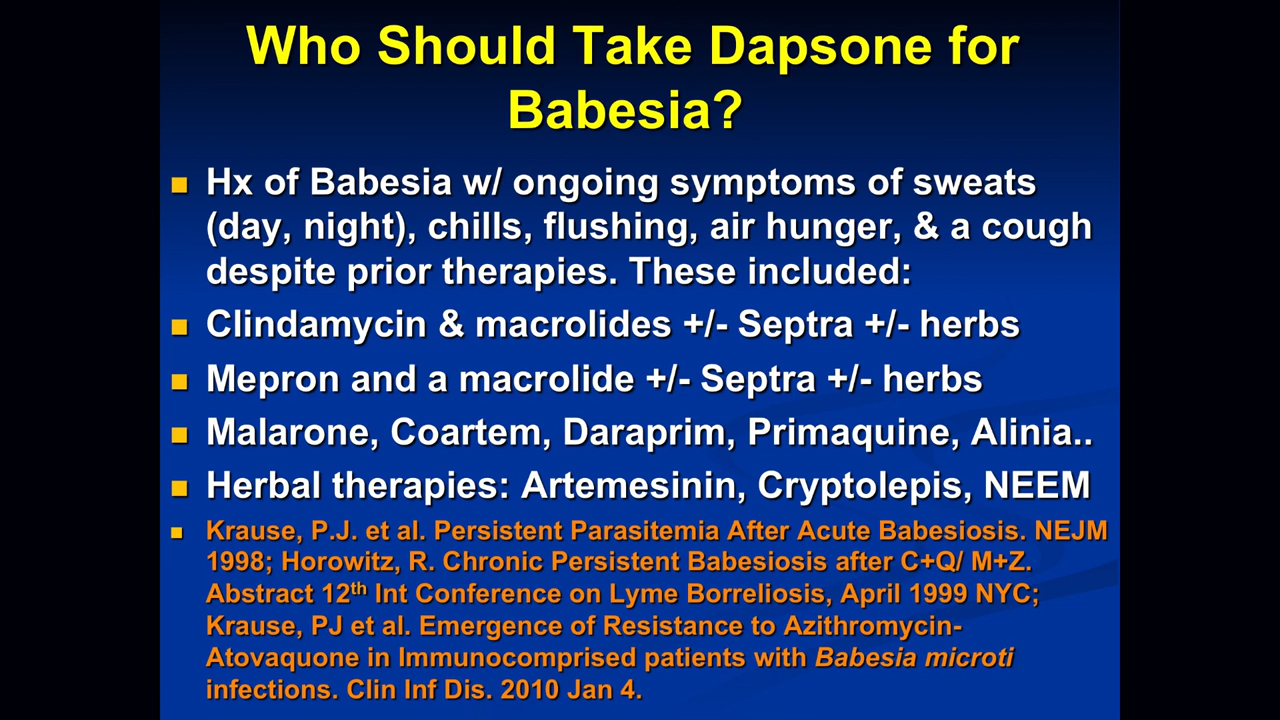 Who Should Take Dapsone for
Babesia?
Hx of Babesia w/ ongoing symptoms of sweats
(day, night), chills, flushing, air hunger, & a cough
despite prior therapies. These included:
Clindamycin & macrolides +/- Septra +/- herbs
Mepron and a macrolide +/- Septra +/- herbs
Malarone, Coartem, Daraprim, Primaquine, Alinia..
Herbal therapies: Artemesinin, Cryptolepis, NEEM
Krause, P.J. et al. Persistent Parasitemia After Acute Babesiosis. NEJM
1998; Horowitz, R. Chronic Persistent Babesiosis after C+Q/ M+Z.
Abstract 12th Int Conference on Lyme Borreliosis, April 1999 NYC;
Krause, PJ et al. Emergence of Resistance to Azithromycin-
Atovaquone in Immunocomprised patients with Babesia microti
infections. Clin Inf Dis. 2010 Jan 4.